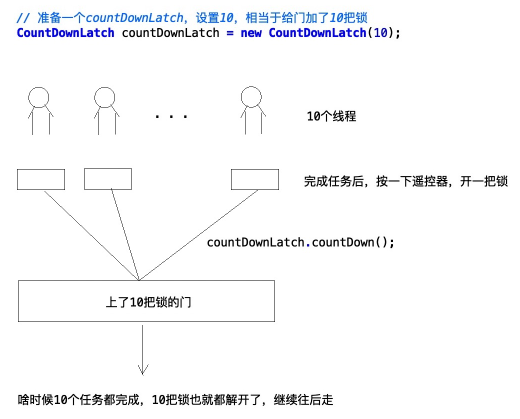 // 准备一个countDownLatch, 设置10, 相当于给门加了10把锁
CountDownLatch countDownLatch = new CountDownLatch(10);
...
10个线程
完成任务后，按一下遥控器，开一把锁
countDownLatch.countDown();
上了10把锁的门
啥时候10个任务都完成，10把锁也就都解开了，继续往后走